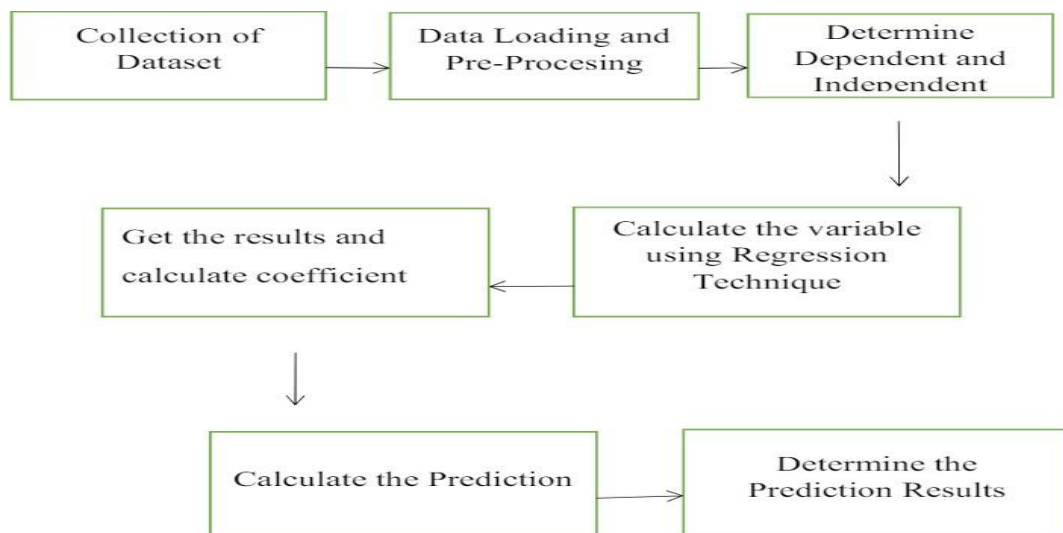 Collection of
Dataset
Data Loading and
Pre-Procesing
Determine
Dependent and
Independent
Calculate the variable
using Regression
Technique
Get the results and
calculate coefficient
Calculate the Prediction
Determine the
Prediction Results